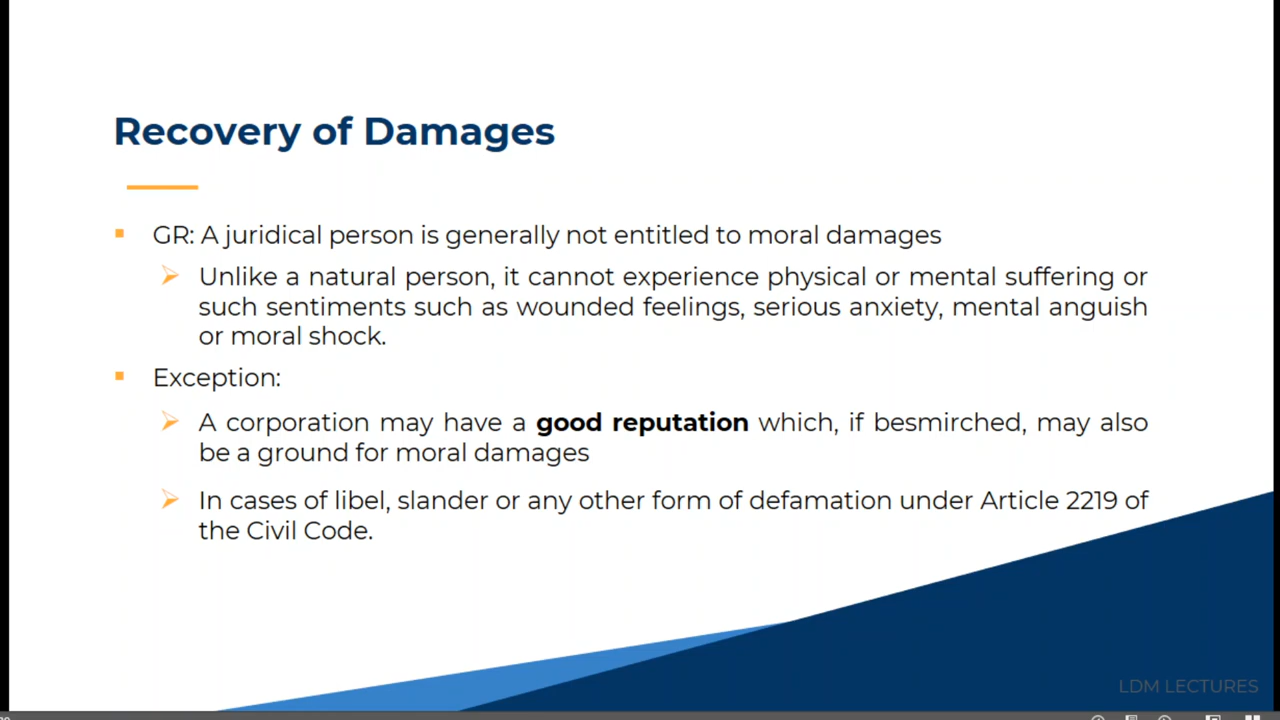 Recovery of Damages
GR: A juridical person is generally not entitled to moral damages
Unlike a natural person, it cannot experience physical or mental suffering or
such sentiments such as wounded feelings, serious anxiety, mental anguish
or moral shock.
Exception:
A corporation may have a good reputation which, if besmirched, may also
be a ground for moral damages
In cases of libel, slander or any other form of defamation under Article 2219 of
the Civil Code.
LDM LECTURES